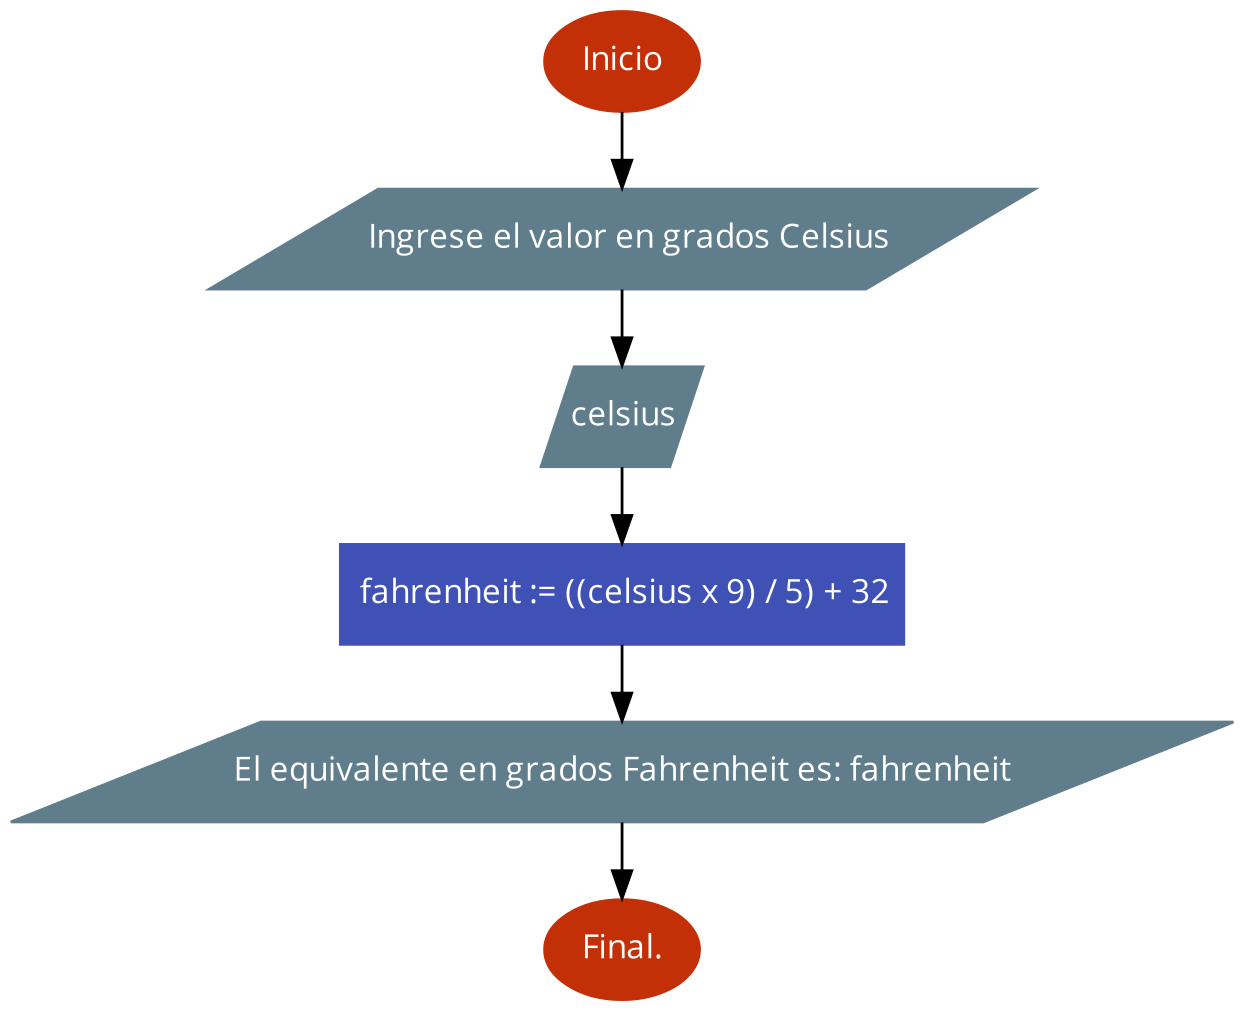 Inicio
Ingrese el valor en grados Celsius
celsius
fahrenheit := ((celsius x 9) / 5) + 32
El equivalente en grados Fahrenheit es: fahrenheit
Final.